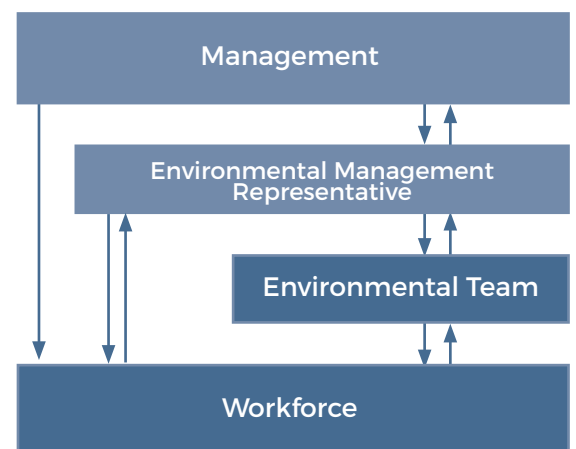 Management
Environmental Management
Representative
Environmental Team
Workforce